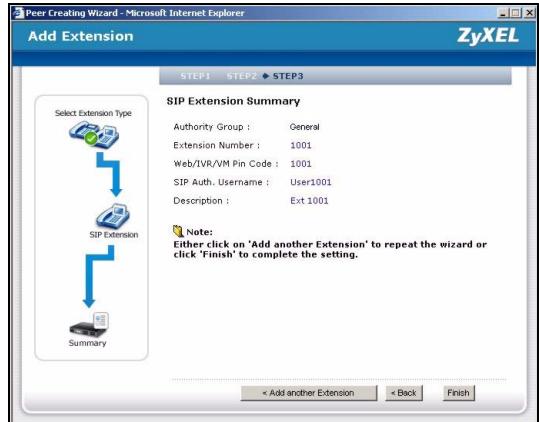 Peer Creating Wizard - Microsoft Internet Explorer
Add Extension
ZyXEL
STEP1 STEP2 STEP3
Select Extension Type
SIP Extension
Summary
SIP Extension Summary
Authority Group : General
Extension Number : 1001
Web/IVR/VM Pin Code : 1001
SIP Auth. Username : User1001
Description : Ext 1001
Note:
Either click on 'Add another Extension' to repeat the wizard or
click 'Finish' to complete the setting.
< Add another Extension < Back Finish